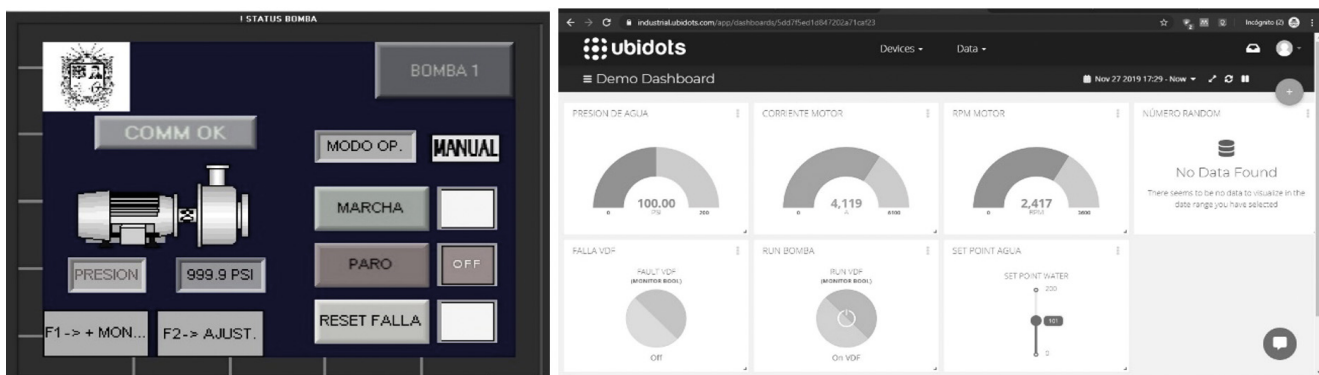 ! STATUS BOMBA
BOMBA 1
COMM OK
MODO OP.
MANUAL
MARCHA
PARO
OFF
PRESION
999.9 PSI
RESET FALLA
F1-> + MON...
F2-> AJUST.
industrial.ubidots.com/app/dashboards/5dd7f5ed1d847202a71caf23
Incógnito (2)
ubidots
Devices
Data
Demo Dashboard
Nov 27 2019 17:29 - Now
PRESION DE AGUA
100.00
PSI
0
200
CORRIENTE MOTOR
4,119
A
0
6100
RPM MOTOR
2,417
RPM
0
3600
NÚMERO RANDOM
No Data Found
There seems to be no data to visualize in the
date range you have selected
FALLA VDF
FAULT VDF
(MONITOR BOOL)
Off
RUN BOMBA
RUN VDF
(MONITOR BOOL)
On VDF
SET POINT AGUA
SET POINT WATER
200
101
0